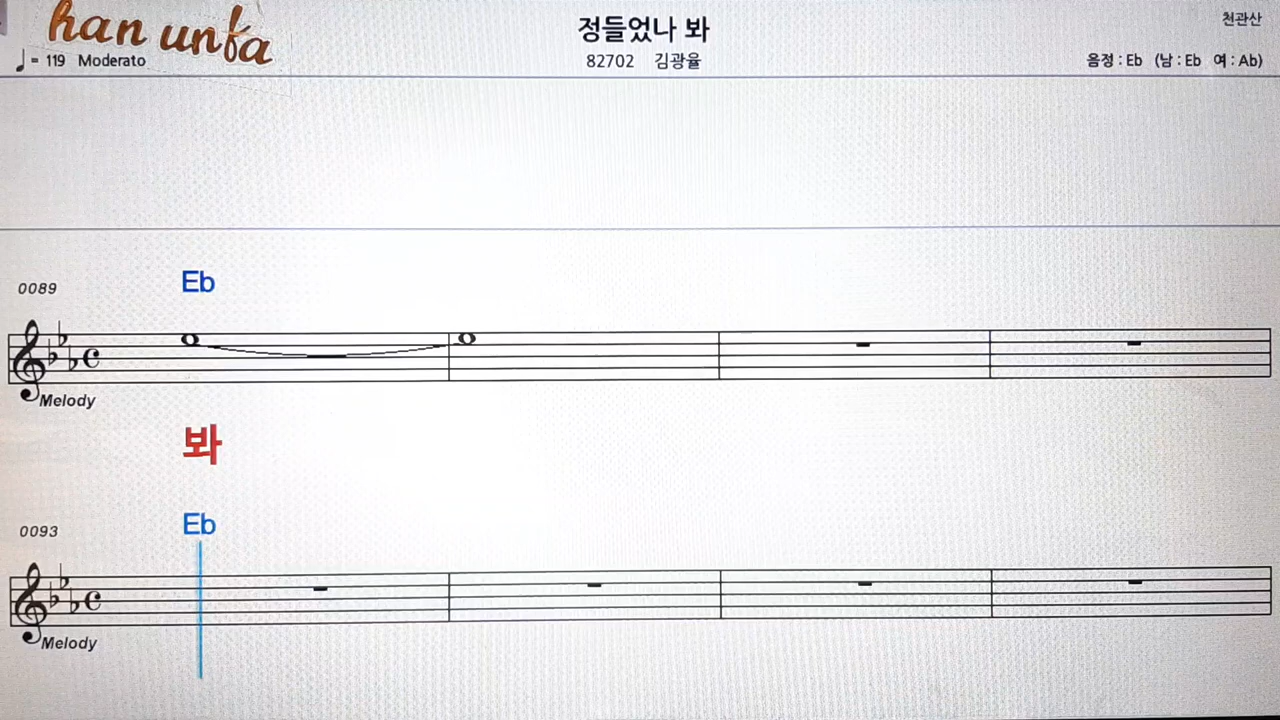 han unfa
정들었나 봐
천관산
♩= 119 Moderato
82702 김광율
음정 : Eb (남 : Eb 여 : Ab)
0089
Eb
Melody
봐
0093
Eb
Melody